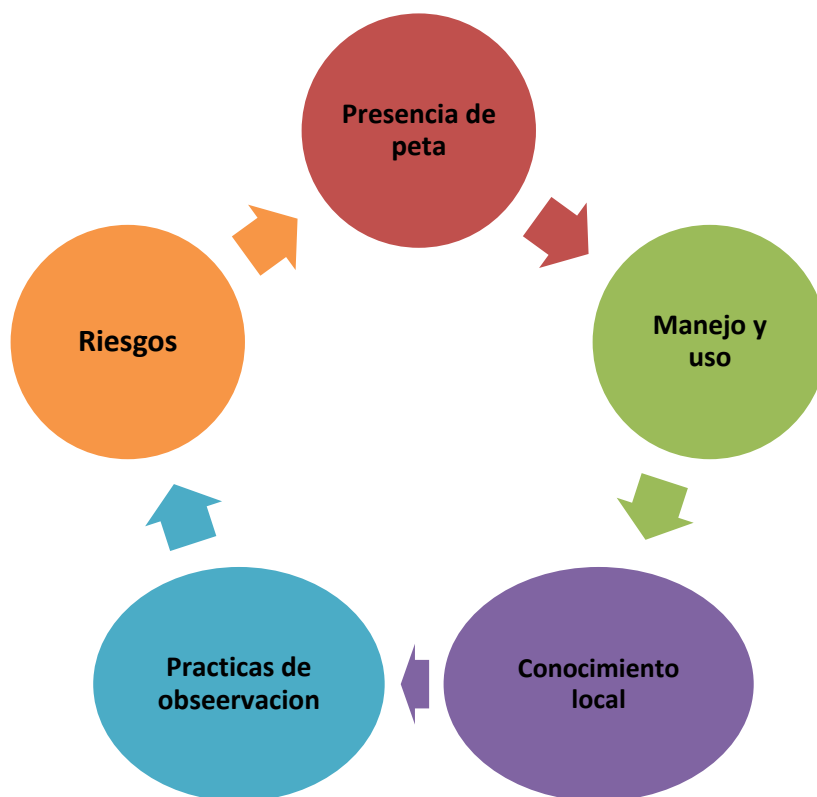 Presencia de
peta
Manejo y
uso
Conocimiento
local
Practicas de
obseervacion
Riesgos